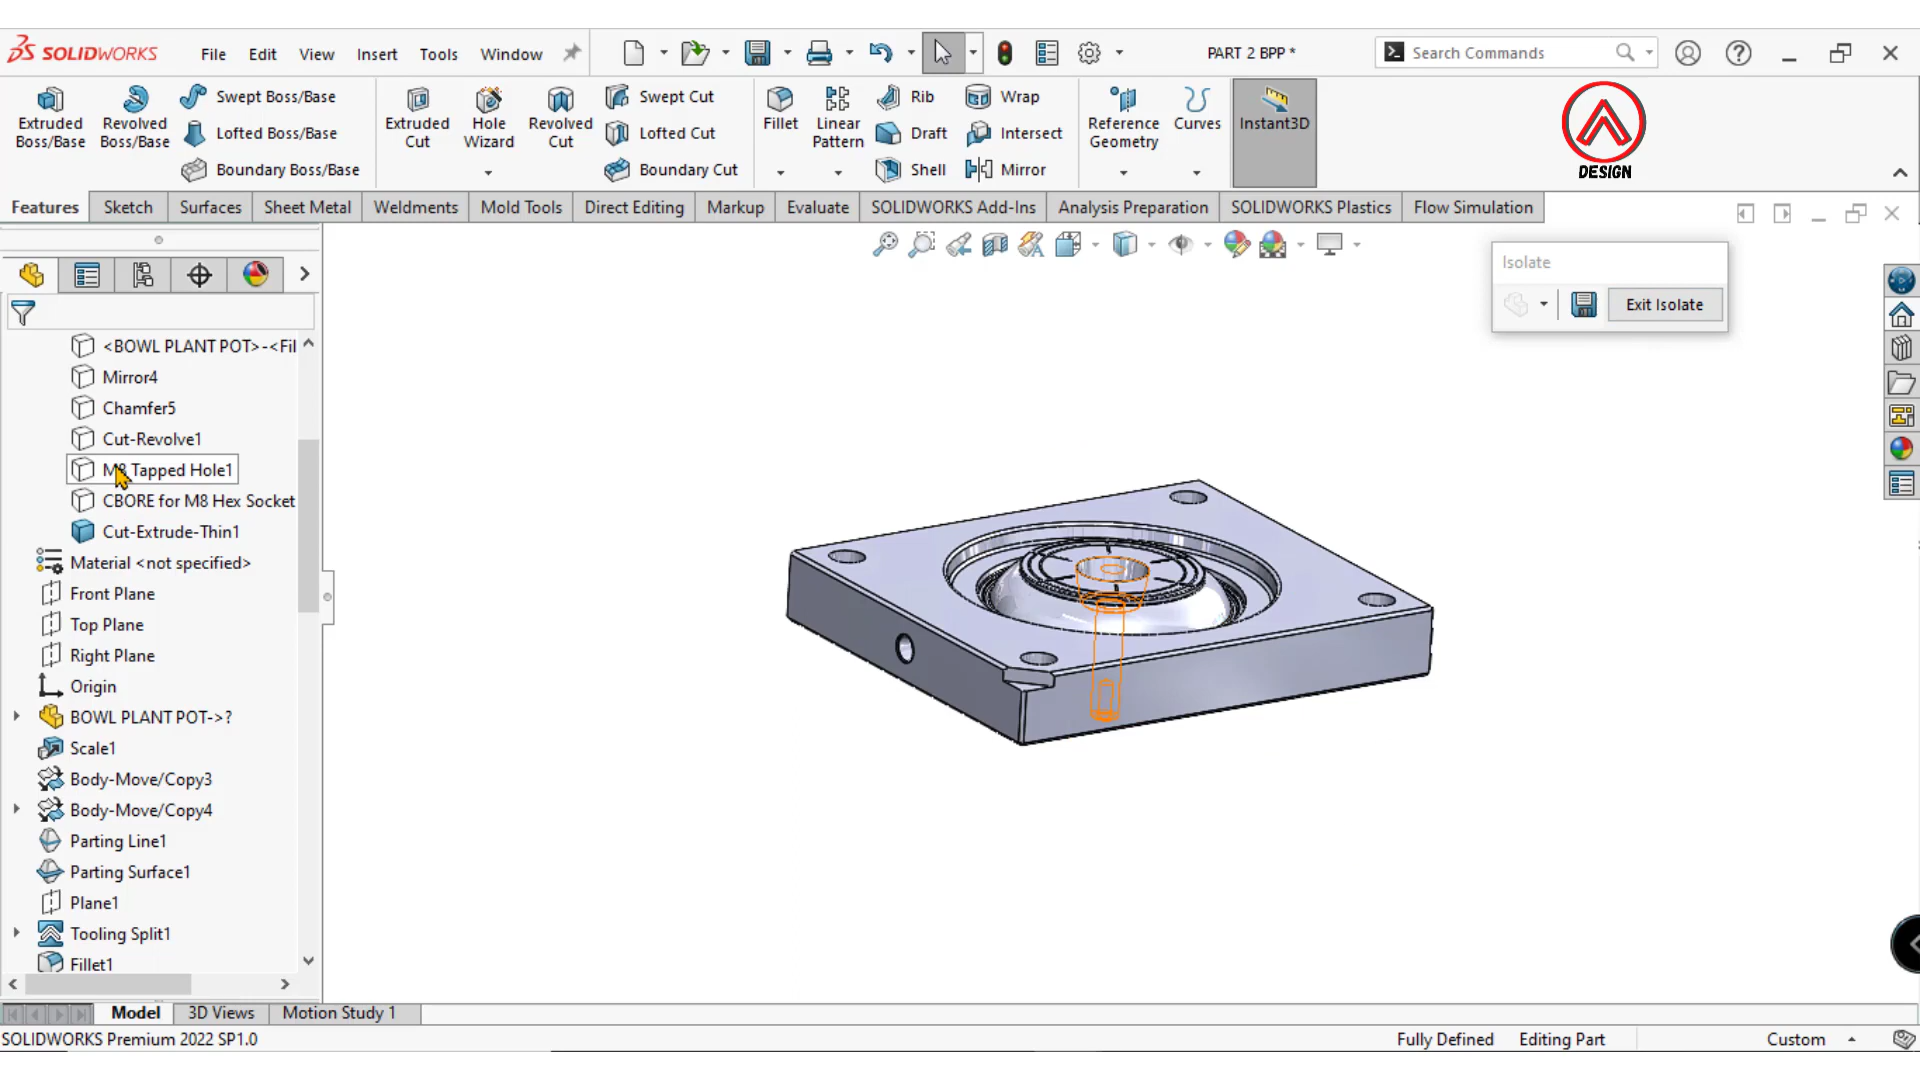 SOLIDWORKS File Edit View Insert Tools Window PART 2 BPP * Search Commands
Extruded Boss/Base
Revolved Boss/Base
Swept Boss/Base
Lofted Boss/Base
Boundary Boss/Base
Extruded Cut
Hole Wizard
Revolved Cut
Swept Cut
Lofted Cut
Boundary Cut
Fillet
Linear Pattern
Rib
Draft
Shell
Wrap
Intersect
Mirror
Reference Geometry
Curves
Instant3D
DESIGN
Features Sketch Surfaces Sheet Metal Weldments Mold Tools Direct Editing Markup Evaluate SOLIDWORKS Add-Ins Analysis Preparation SOLIDWORKS Plastics Flow Simulation
Isolate
Exit Isolate
<BOWL PLANT POT>-<Fil
Mirror4
Chamfer5
Cut-Revolve1
M8 Tapped Hole1
CBORE for M8 Hex Socket
Cut-Extrude-Thin1
Material <not specified>
Front Plane
Top Plane
Right Plane
Origin
BOWL PLANT POT->?
Scale1
Body-Move/Copy3
Body-Move/Copy4
Parting Line1
Parting Surface1
Plane1
Tooling Split1
Fillet1
Model 3D Views Motion Study 1
SOLIDWORKS Premium 2022 SP1.0 Fully Defined Editing Part Custom